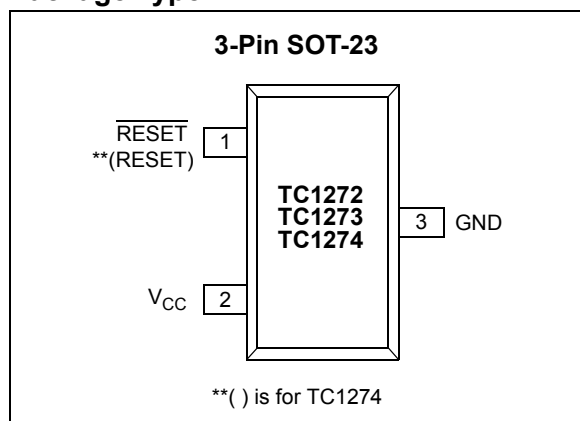 3-Pin SOT-23
RESET
**(RESET)
1
TC1272
TC1273
TC1274
3 GND
VCC 2
**( ) is for TC1274